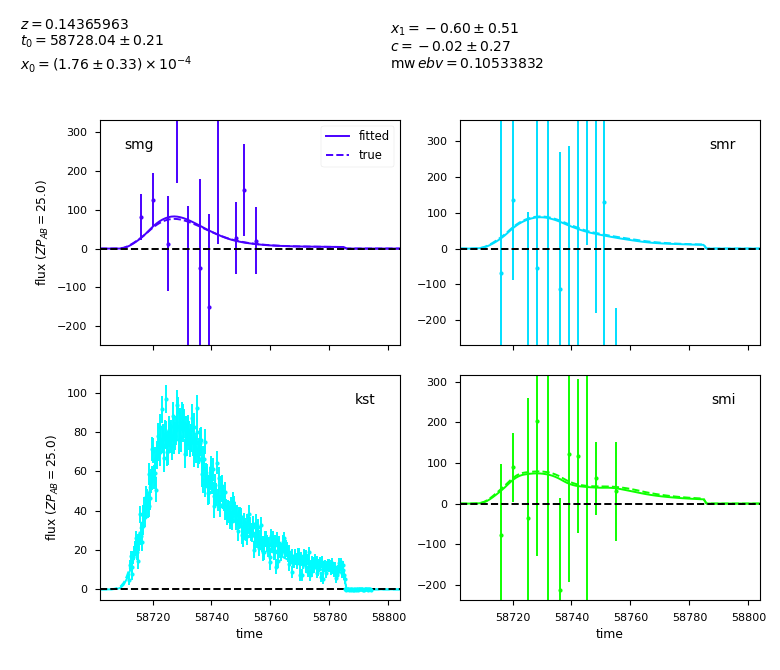 z = 0.14365963
t₀ = 58728.04 ± 0.21
x₀ = (1.76 ± 0.33) × 10⁻⁴
x₁ = −0.60 ± 0.51
c = −0.02 ± 0.27
mw ebv = 0.10533832
smg
fitted
true
300
200
100
0
−100
−200
flux (ZP_AB = 25.0)
smr
300
200
100
0
−100
−200
kst
100
80
60
40
20
0
flux (ZP_AB = 25.0)
58720 58740 58760 58780 58800
time
smi
300
200
100
0
−100
−200
58720 58740 58760 58780 58800
time